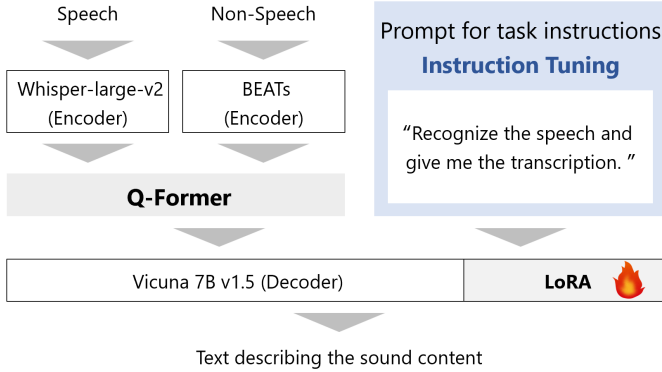 Speech
Non-Speech
Whisper-large-v2
(Encoder)
BEATs
(Encoder)
Q-Former
Prompt for task instructions
Instruction Tuning
“Recognize the speech and
give me the transcription. ”
Vicuna 7B v1.5 (Decoder)
LoRA
Text describing the sound content